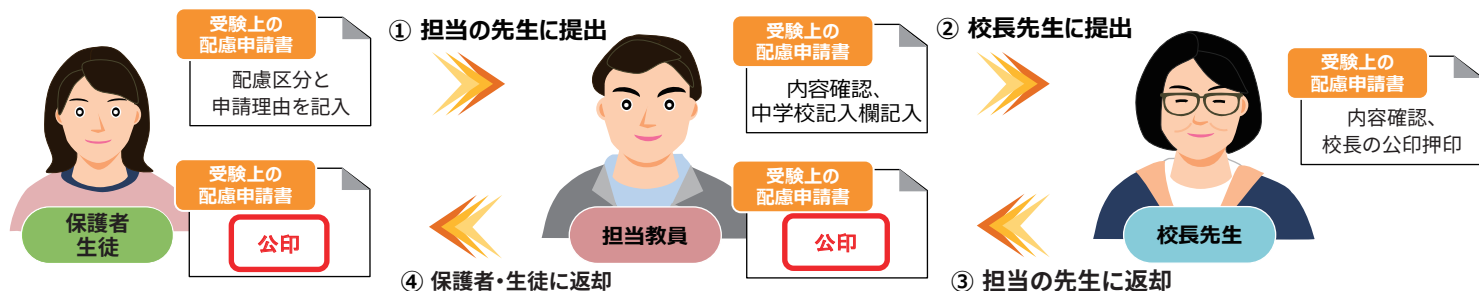 受験上の
配慮申請書
配慮区分と
申請理由を記入
① 担当の先生に提出
受験上の
配慮申請書
内容確認、
中学校記入欄記入
② 校長先生に提出
受験上の
配慮申請書
内容確認、
校長の公印押印
保護者
生徒
受験上の
配慮申請書
公印
担当教員
受験上の
配慮申請書
公印
校長先生
③ 担当の先生に返却
④ 保護者・生徒に返却